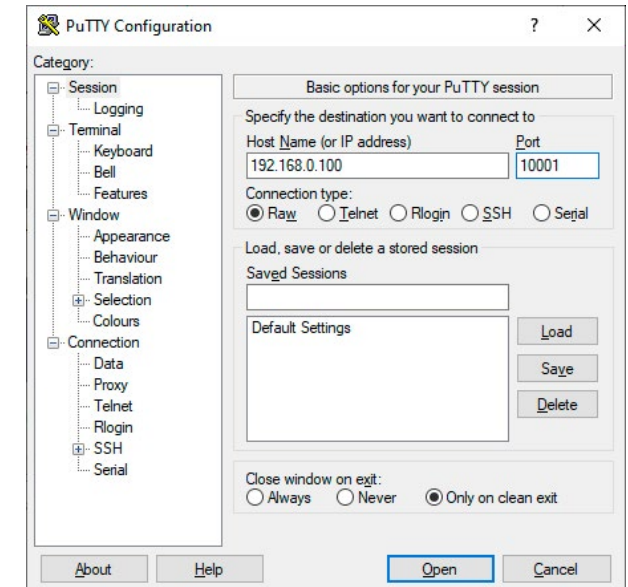 PuTTY Configuration
?
Category:
Session
Logging
Terminal
Keyboard
Bell
Features
Window
Appearance
Behaviour
Translation
Selection
Colours
Connection
Data
Proxy
Telnet
Rlogin
SSH
Serial
Basic options for your PuTTY session
Specify the destination you want to connect to
Host Name (or IP address) Port
192.168.0.100 10001
Connection type:
Raw Telnet Rlogin SSH Serial
Load, save or delete a stored session
Saved Sessions
Default Settings
Load
Save
Delete
Close window on exit:
Always Never Only on clean exit
About Help Open Cancel